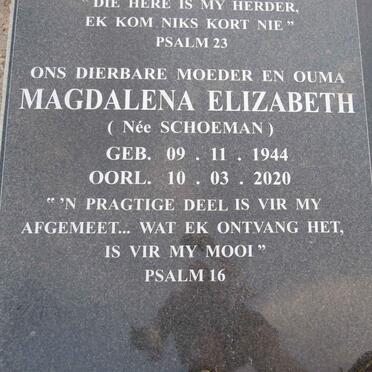 "DIE HERE IS MY HERDER,
EK KOM NIKS KORT NIE"
PSALM 23
ONS DIERBARE MOEDER EN OUMA
MAGDALENA ELIZABETH
( Née SCHOEMAN )
GEB. 09 . 11 . 1944
OORL. 10 . 03 . 2020
"'N PRAGTIGE DEEL IS VIR MY
AFGEMEET... WAT EK ONTVANG HET,
IS VIR MY MOOI"
PSALM 16